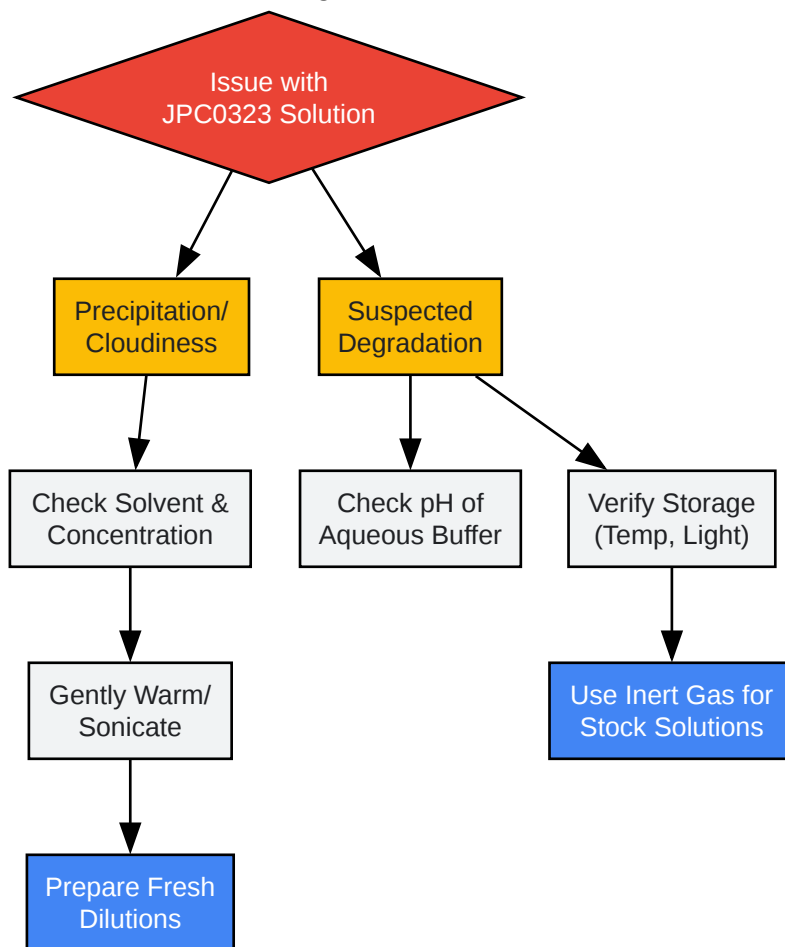 Issue with
JPC0323 Solution
Precipitation/
Cloudiness
Suspected
Degradation
Check Solvent &
Concentration
Check pH of
Aqueous Buffer
Verify Storage
(Temp, Light)
Gently Warm/
Sonicate
Use Inert Gas for
Stock Solutions
Prepare Fresh
Dilutions